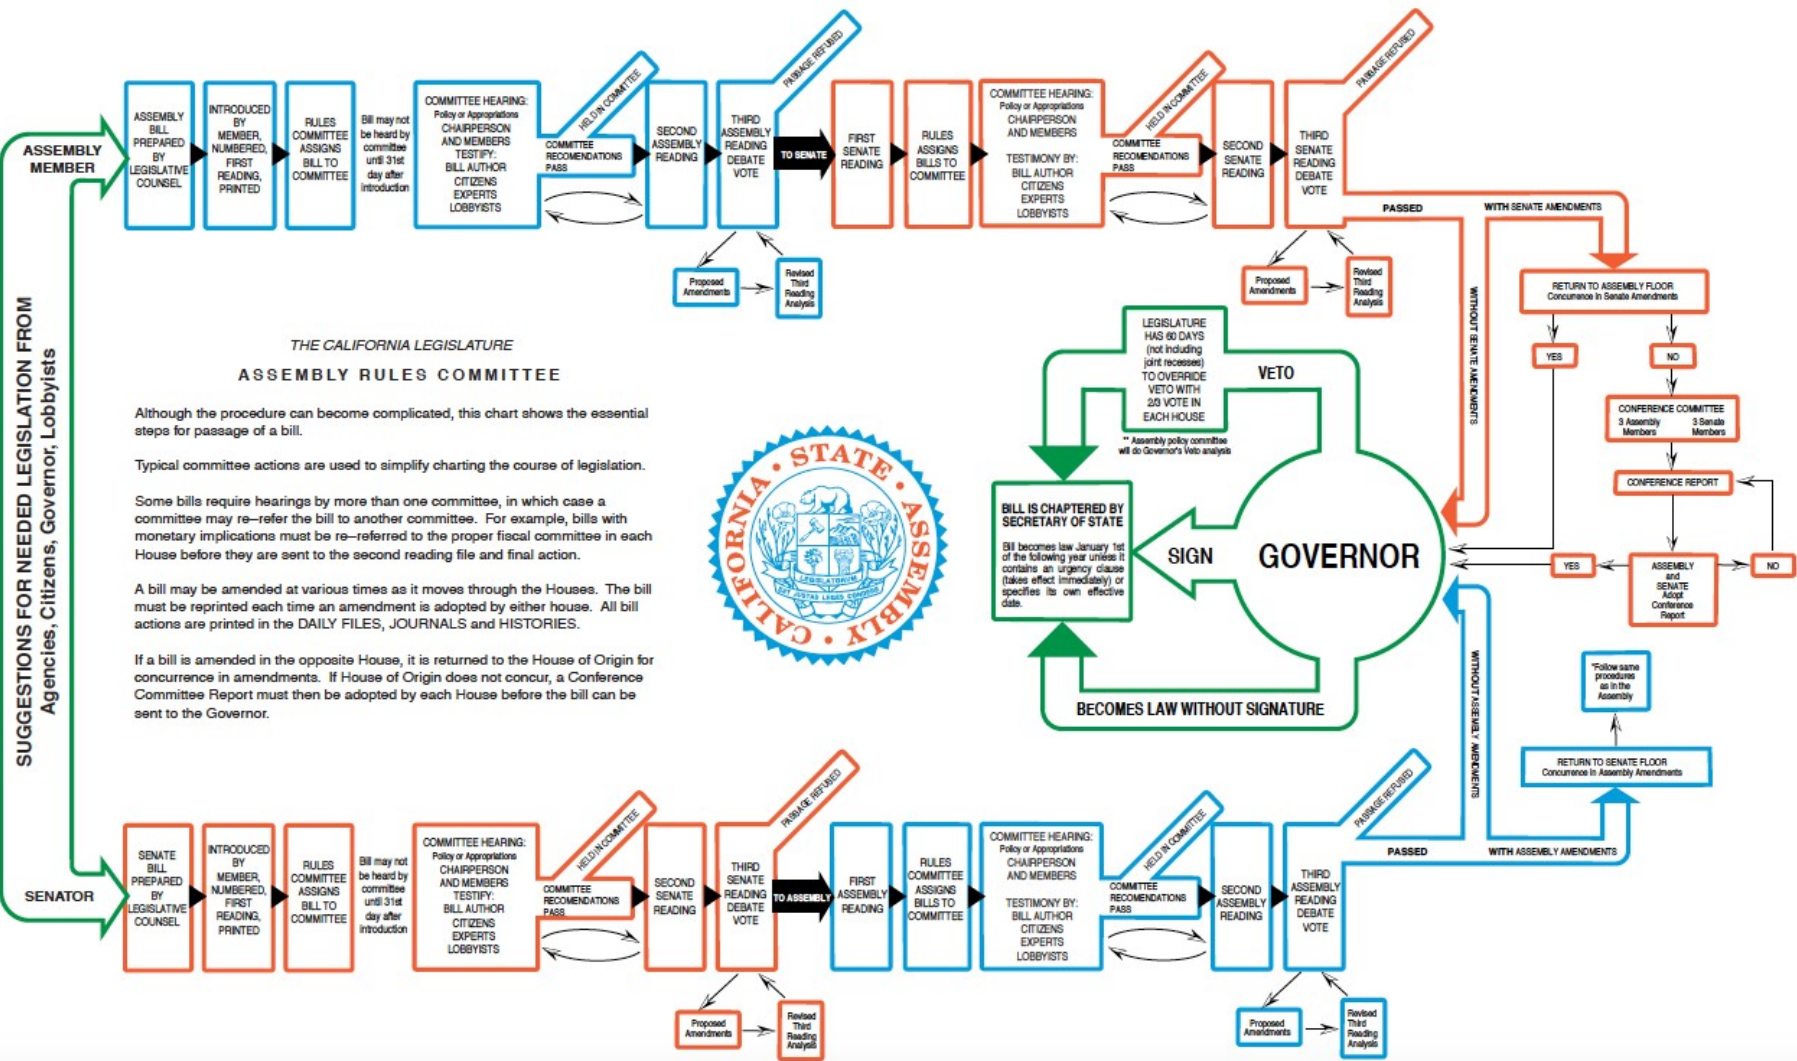 SUGGESTIONS FOR NEEDED LEGISLATION FROM
Agencies, Citizens, Governor, Lobbyists
ASSEMBLY
MEMBER
ASSEMBLY
BILL
PREPARED
BY
LEGISLATIVE
COUNSEL
INTRODUCED
BY
MEMBER,
NUMBERED,
FIRST
READING,
PRINTED
RULES
COMMITTEE
ASSIGNS
BILL TO
COMMITTEE
Bill may not
be heard by
committee
until 31st
day after
introduction
COMMITTEE HEARING:
Policy or Appropriations
CHAIRPERSON
AND MEMBERS
TESTIFY:
BILL AUTHOR
CITIZENS
EXPERTS
LOBBYISTS
HELD IN COMMITTEE
COMMITTEE
RECOMENDATIONS
PASS
SECOND
ASSEMBLY
READING
THIRD
ASSEMBLY
READING
DEBATE
VOTE
PASSAGE REFUSED
Proposed
Amendments
Revised
Third
Reading
Analysis
TO SENATE
FIRST
SENATE
READING
RULES
ASSIGNS
BILLS TO
COMMITTEE
COMMITTEE HEARING:
Policy or Appropriations
CHAIRPERSON
AND MEMBERS
TESTIMONY BY:
BILL AUTHOR
CITIZENS
EXPERTS
LOBBYISTS
HELD IN COMMITTEE
COMMITTEE
RECOMENDATIONS
PASS
SECOND
SENATE
READING
THIRD
SENATE
READING
DEBATE
VOTE
PASSAGE REFUSED
Proposed
Amendments
Revised
Third
Reading
Analysis
PASSED
WITH SENATE AMENDMENTS
WITHOUT SENATE AMENDMENTS
RETURN TO ASSEMBLY FLOOR
Concurrence in Senate Amendments
YES
NO
CONFERENCE COMMITTEE
3 Assembly 3 Senate
Members Members
CONFERENCE REPORT
YES
ASSEMBLY
and
SENATE
Adopt
Conference
Report
NO
THE CALIFORNIA LEGISLATURE
ASSEMBLY RULES COMMITTEE
Although the procedure can become complicated, this chart shows the essential
steps for passage of a bill.
Typical committee actions are used to simplify charting the course of legislation.
Some bills require hearings by more than one committee, in which case a
committee may re–refer the bill to another committee. For example, bills with
monetary implications must be re–referred to the proper fiscal committee in each
House before they are sent to the second reading file and final action.
A bill may be amended at various times as it moves through the Houses. The bill
must be reprinted each time an amendment is adopted by either house. All bill
actions are printed in the DAILY FILES, JOURNALS and HISTORIES.
If a bill is amended in the opposite House, it is returned to the House of Origin for
concurrence in amendments. If House of Origin does not concur, a Conference
Committee Report must then be adopted by each House before the bill can be
sent to the Governor.
CALIFORNIA • STATE • ASSEMBLY •
LEGISLATORUM
EST JUSTAS LEGES CONDERE
LEGISLATURE
HAS 60 DAYS
(not including
joint recesses)
TO OVERRIDE
VETO WITH
2/3 VOTE IN
EACH HOUSE
** Assembly policy committee
will do Governor's Veto analysis
VETO
BILL IS CHAPTERED BY
SECRETARY OF STATE
Bill becomes law January 1st
of the following year unless it
contains an urgency clause
(takes effect immediately) or
specifies its own effective
date.
SIGN
GOVERNOR
BECOMES LAW WITHOUT SIGNATURE
*Follow same
procedures
as in the
Assembly
RETURN TO SENATE FLOOR
Concurrence in Assembly Amendments
WITHOUT ASSEMBLY AMENDMENTS
PASSED
WITH ASSEMBLY AMENDMENTS
SENATOR
SENATE
BILL
PREPARED
BY
LEGISLATIVE
COUNSEL
INTRODUCED
BY
MEMBER,
NUMBERED,
FIRST
READING,
PRINTED
RULES
COMMITTEE
ASSIGNS
BILL TO
COMMITTEE
Bill may not
be heard by
committee
until 31st
day after
introduction
COMMITTEE HEARING:
Policy or Appropriations
CHAIRPERSON
AND MEMBERS
TESTIFY:
BILL AUTHOR
CITIZENS
EXPERTS
LOBBYISTS
HELD IN COMMITTEE
COMMITTEE
RECOMENDATIONS
PASS
SECOND
SENATE
READING
THIRD
SENATE
READING
DEBATE
VOTE
PASSAGE REFUSED
Proposed
Amendments
Revised
Third
Reading
Analysis
TO ASSEMBLY
FIRST
ASSEMBLY
READING
RULES
COMMITTEE
ASSIGNS
BILLS TO
COMMITTEE
COMMITTEE HEARING:
Policy or Appropriations
CHAIRPERSON
AND MEMBERS
TESTIMONY BY:
BILL AUTHOR
CITIZENS
EXPERTS
LOBBYISTS
HELD IN COMMITTEE
COMMITTEE
RECOMENDATIONS
PASS
SECOND
ASSEMBLY
READING
THIRD
ASSEMBLY
READING
DEBATE
VOTE
PASSAGE REFUSED
Proposed
Amendments
Revised
Third
Reading
Analysis